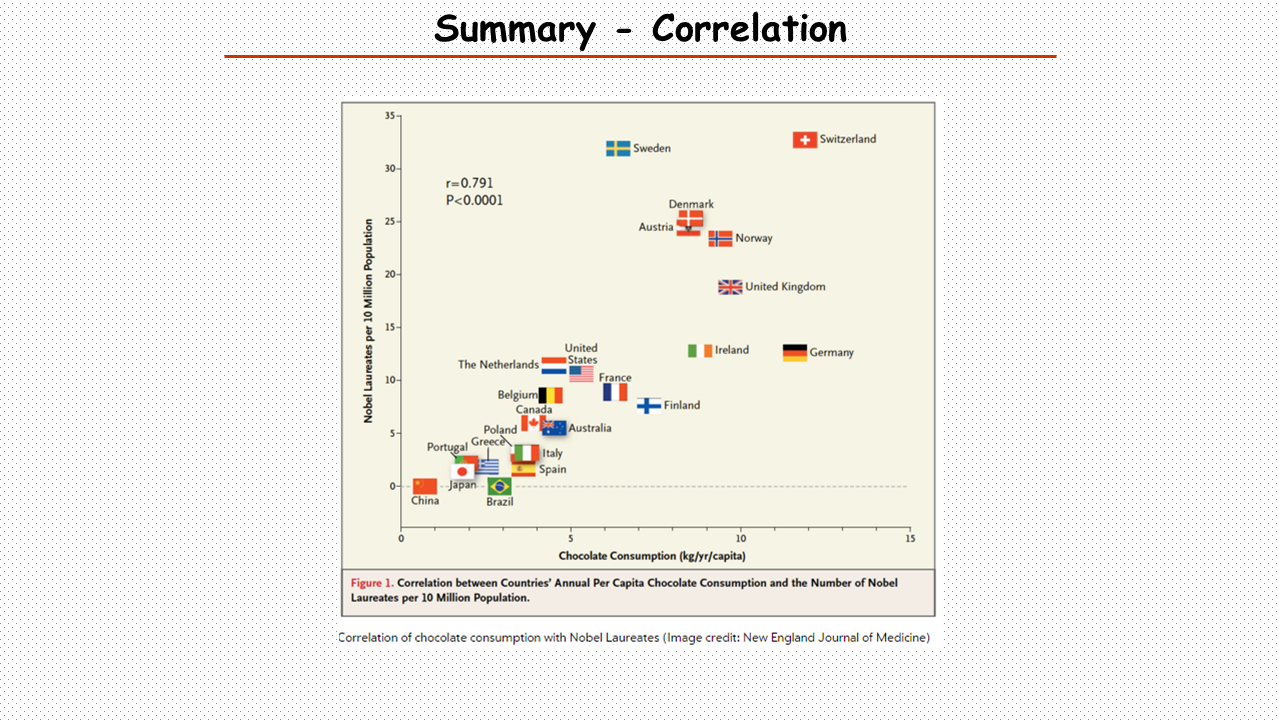 Summary - Correlation
35
Switzerland
Sweden
30
r=0.791
P<0.0001
Denmark
25
Austria
Norway
20
United Kingdom
15
United
States
Ireland
Germany
The Netherlands
10
France
Belgium
Finland
Canada
Australia
5
Poland
Greece
Portugal
Italy
Spain
0
Japan
China
Brazil
Nobel Laureates per 10 Million Population
0
5
10
15
Chocolate Consumption (kg/yr/capita)
Figure 1. Correlation between Countries' Annual Per Capita Chocolate Consumption and the Number of Nobel
Laureates per 10 Million Population.
Correlation of chocolate consumption with Nobel Laureates (Image credit: New England Journal of Medicine)